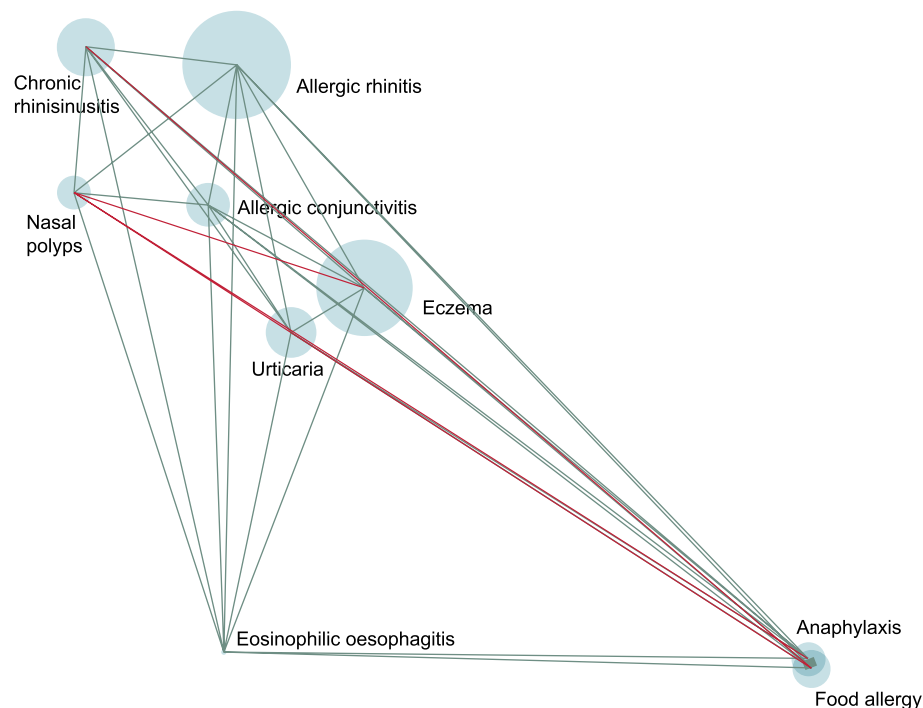 Chronic
rhinisinusitis
Allergic rhinitis
Nasal
polyps
Allergic conjunctivitis
Eczema
Urticaria
Eosinophilic oesophagitis
Anaphylaxis
Food allergy